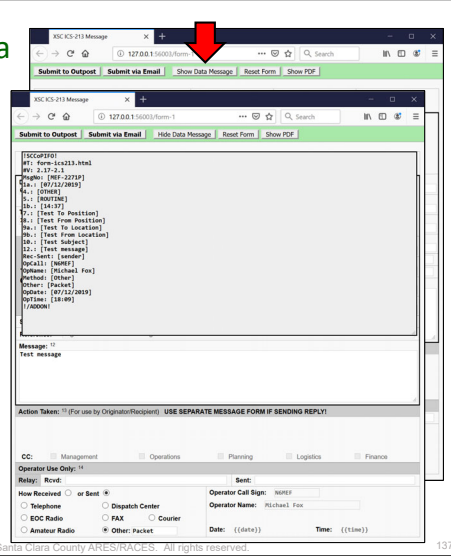 a
XSC ICS-213 Message
127.0.0.1:56003/form-1
Search
Submit to Outpost Submit via Email Show Data Message Reset Form Show PDF
XSC ICS-213 Message
127.0.0.1:56003/form-1
Search
Submit to Outpost Submit via Email Hide Data Message Reset Form Show PDF
!SCCoPIFO!
#T: form-ics213.html
#V: 2.17-2.1
MsgNo: [MEF-2271P]
1a.: [07/12/2019]
4.: [OTHER]
5.: [ROUTINE]
1b.: [14:37]
7.: [Test To Position]
8.: [Test From Position]
9a.: [Test To Location]
9b.: [Test From Location]
10.: [Test Subject]
12.: [Test message]
Rec-Sent: [sender]
OpCall: [N6MEF]
OpName: [Michael Fox]
Method: [Other]
Other: [Packet]
OpDate: [07/12/2019]
OpTime: [18:09]
!/ADDON!
Message: 12
Test message
Action Taken: 13 (For use by Originator/Recipient) USE SEPARATE MESSAGE FORM IF SENDING REPLY!
CC: Management Operations Planning Logistics Finance
Operator Use Only: 14
Relay: Rcvd: Sent:
How Received or Sent Operator Call Sign: N6MEF
Telephone Dispatch Center Operator Name: Michael Fox
EOC Radio FAX Courier
Amateur Radio Other: Packet Date: {{date}} Time: {{time}}
Santa Clara County ARES/RACES. All rights reserved.
137